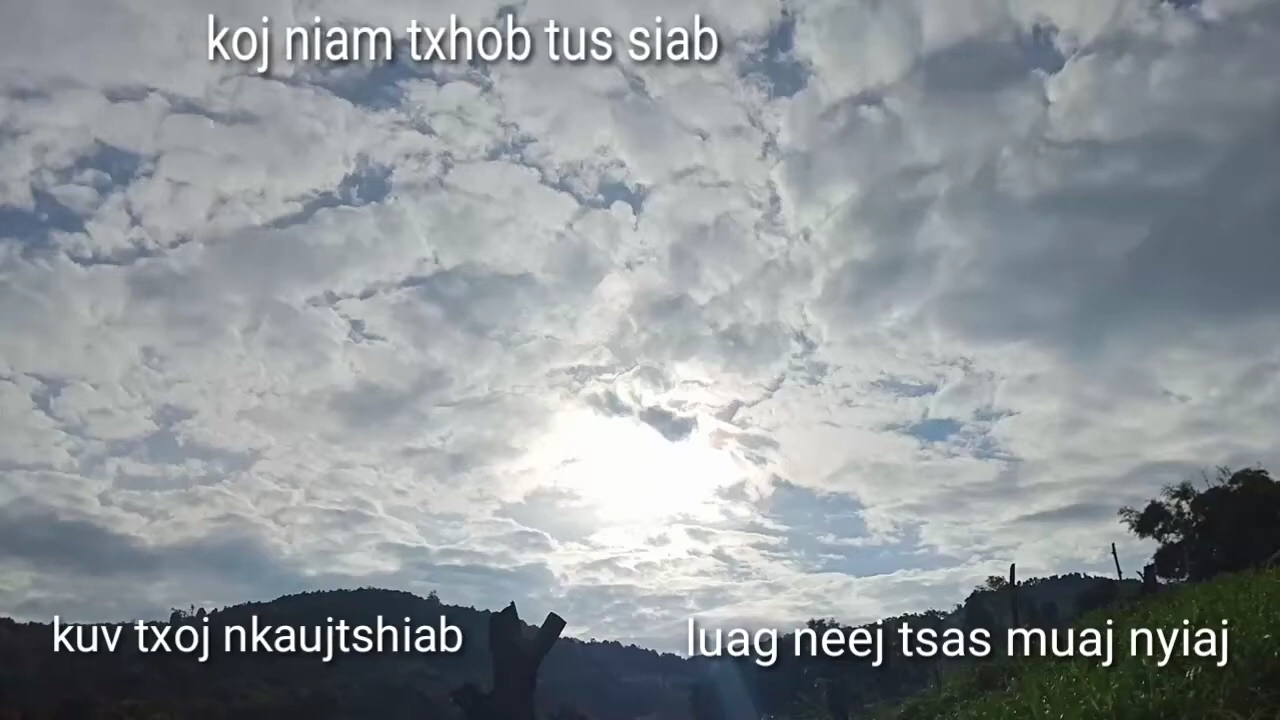 koj niam txhob tus siab
kuv txoj nkaujtshiab
luag neej tsas muaj nyiaj